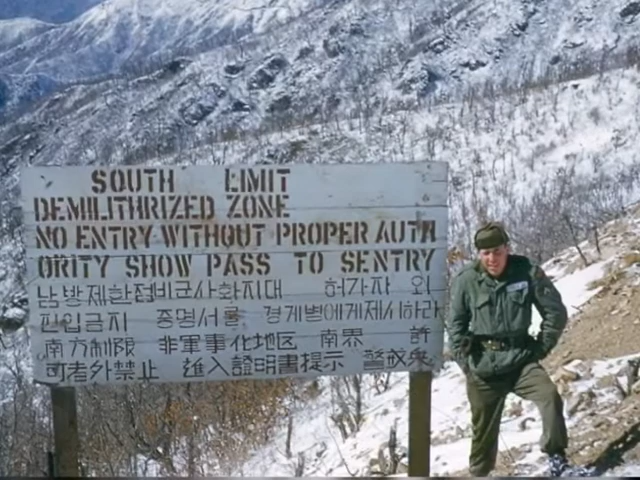 SOUTH LIMIT
DEMILITHRIZED ZONE
NO ENTRY WITHOUT PROPER AUTH
ORITY SHOW PASS TO SENTRY
남방제한점비군사화지대 허가자 외
편입금지 증명서를 경계병에게제시하라
南方制限 非軍事化地区 南界 許
可者外禁止 進入證明書提示 警戒兵